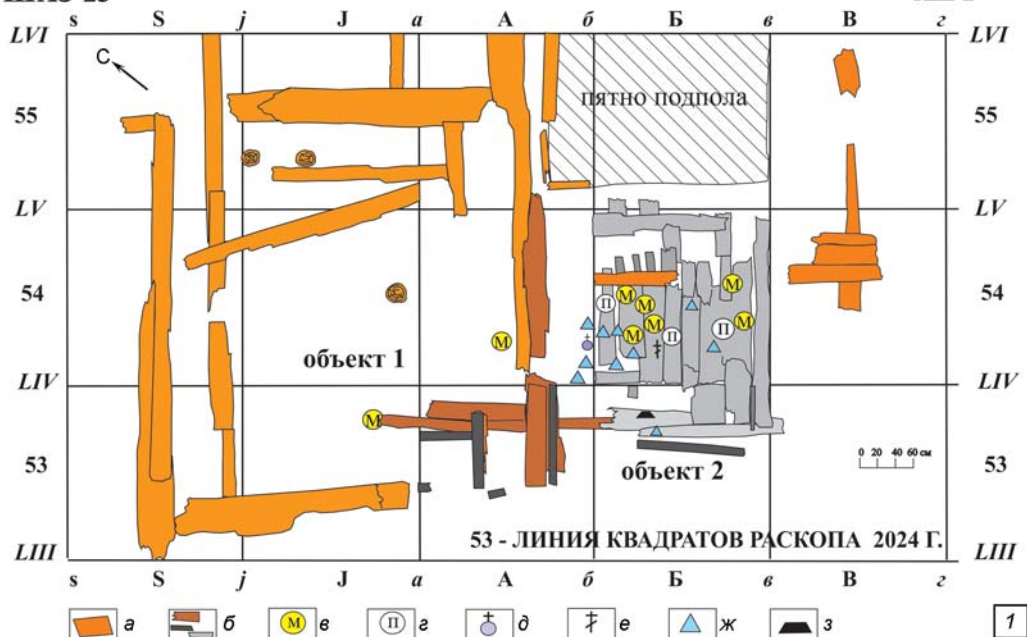 s S j J а А б Б в В г
LVI LVI
С
55 пятно подпола 55
LV LV
54 П М М М М П П М М 54
М
объект 1
LIV LIV
М
53 объект 2 0 20 40 60 см 53
53 - ЛИНИЯ КВАДРАТОВ РАСКОПА 2024 Г.
LIII LIII
s S j J а А б Б в В г
а б М в П г д е ж з 1